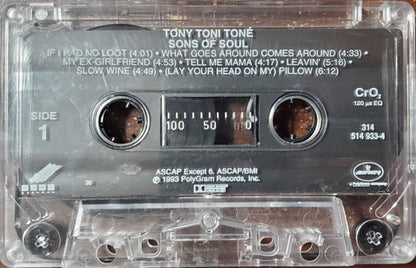 TONY TONI TONÉ
SONS OF SOUL
IF I HAD NO LOOT (4:01) • WHAT GOES AROUND COMES AROUND (4:33) •
MY EX-GIRLFRIEND (4:53) • TELL ME MAMA (4:17) • LEAVIN' (5:16) •
SLOW WINE (4:49) • (LAY YOUR HEAD ON MY) PILLOW (6:12)
SIDE
1
100 50 0
CrO2
120 µs EQ
314
514 933-4
ASCAP Except 6. ASCAP/BMI
©1993 PolyGram Records, Inc.